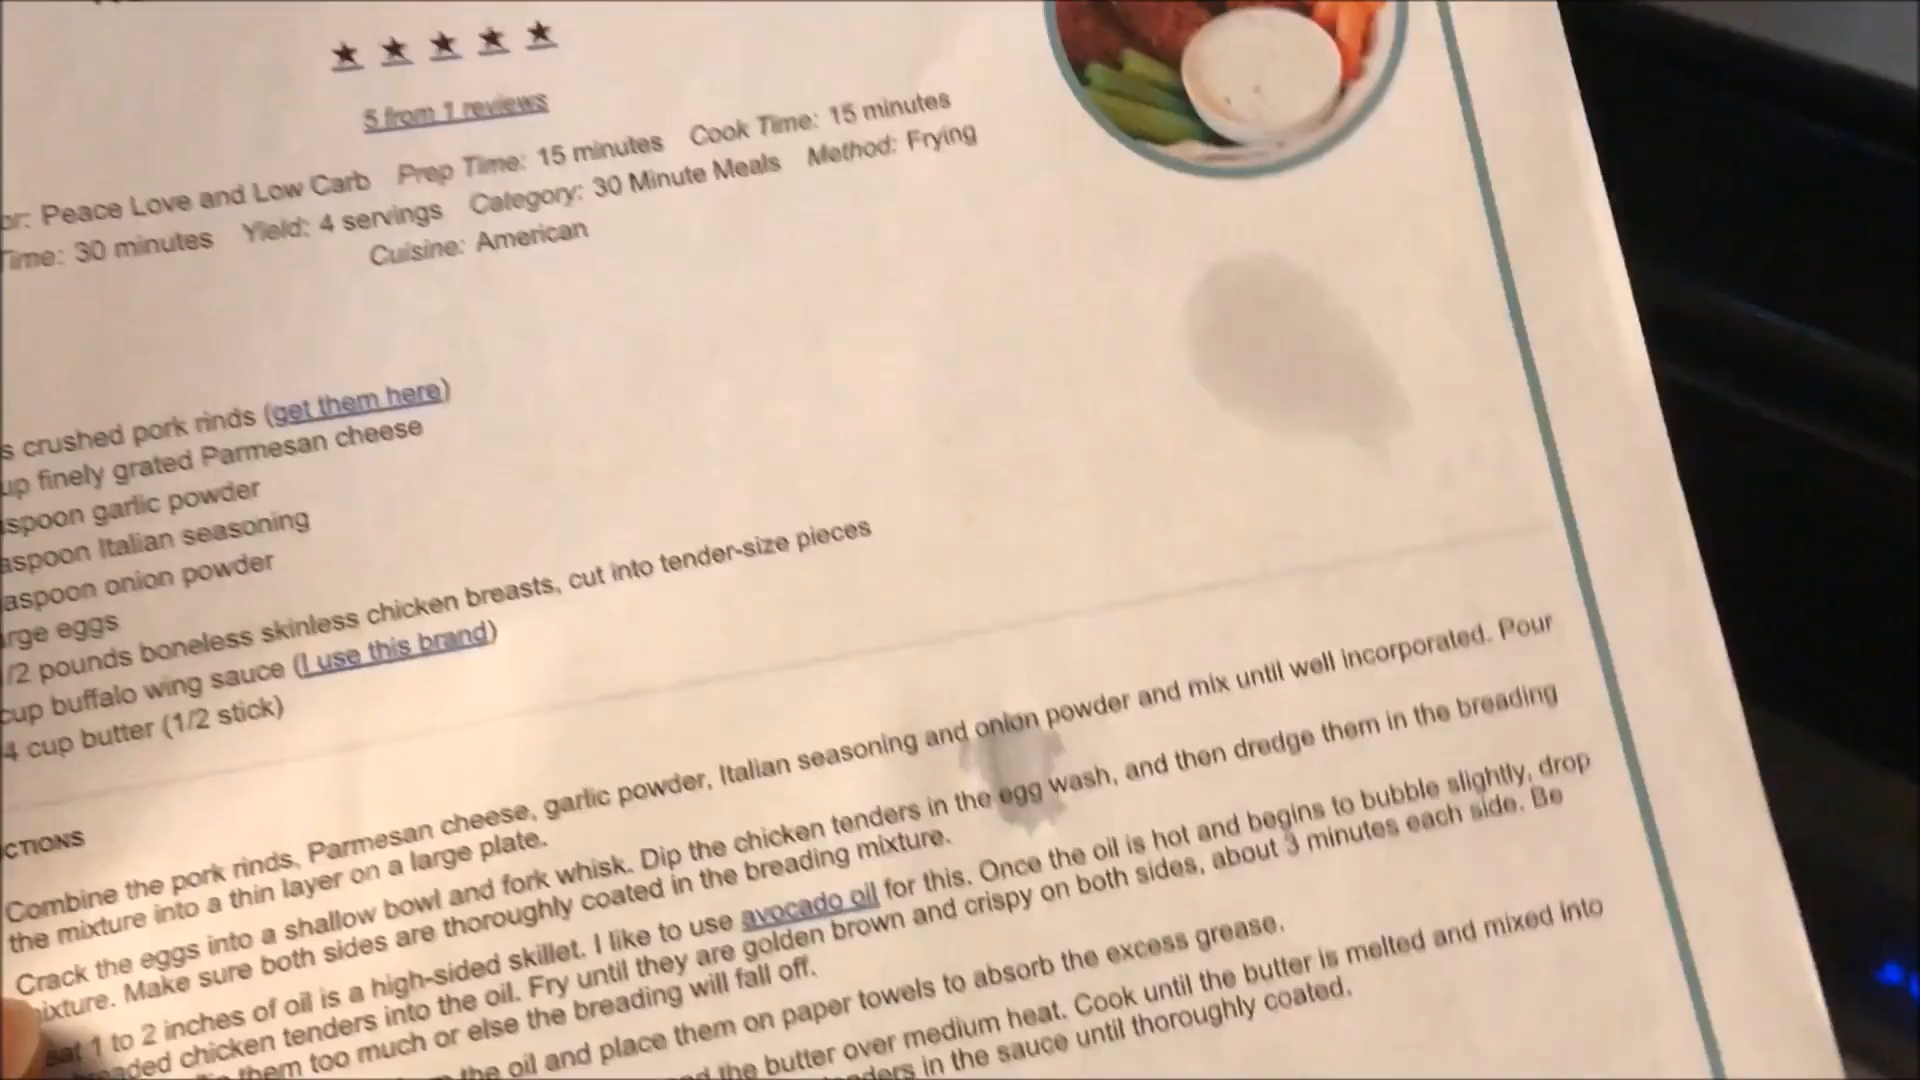 ★ ★ ★ ★ ★
5 from 1 reviews
or: Peace Love and Low Carb Prep Time: 15 minutes Cook Time: 15 minutes
Time: 30 minutes Yield: 4 servings Category: 30 Minute Meals Method: Frying
Cuisine: American
s crushed pork rinds (get them here)
up finely grated Parmesan cheese
spoon garlic powder
aspoon Italian seasoning
aspoon onion powder
arge eggs
/2 pounds boneless skinless chicken breasts, cut into tender-size pieces
cup buffalo wing sauce (I use this brand)
4 cup butter (1/2 stick)
CTIONS
Combine the pork rinds, Parmesan cheese, garlic powder, Italian seasoning and onion powder and mix until well incorporated. Pour
the mixture into a thin layer on a large plate.
Crack the eggs into a shallow bowl and fork whisk. Dip the chicken tenders in the egg wash, and then dredge them in the breading
mixture. Make sure both sides are thoroughly coated in the breading mixture.
eat 1 to 2 inches of oil is a high-sided skillet. I like to use avocado oil for this. Once the oil is hot and begins to bubble slightly, drop
breaded chicken tenders into the oil. Fry until they are golden brown and crispy on both sides, about 3 minutes each side. Be
them too much or else the breading will fall off.
the oil and place them on paper towels to absorb the excess grease.
the butter over medium heat. Cook until the butter is melted and mixed into
in the sauce until thoroughly coated.